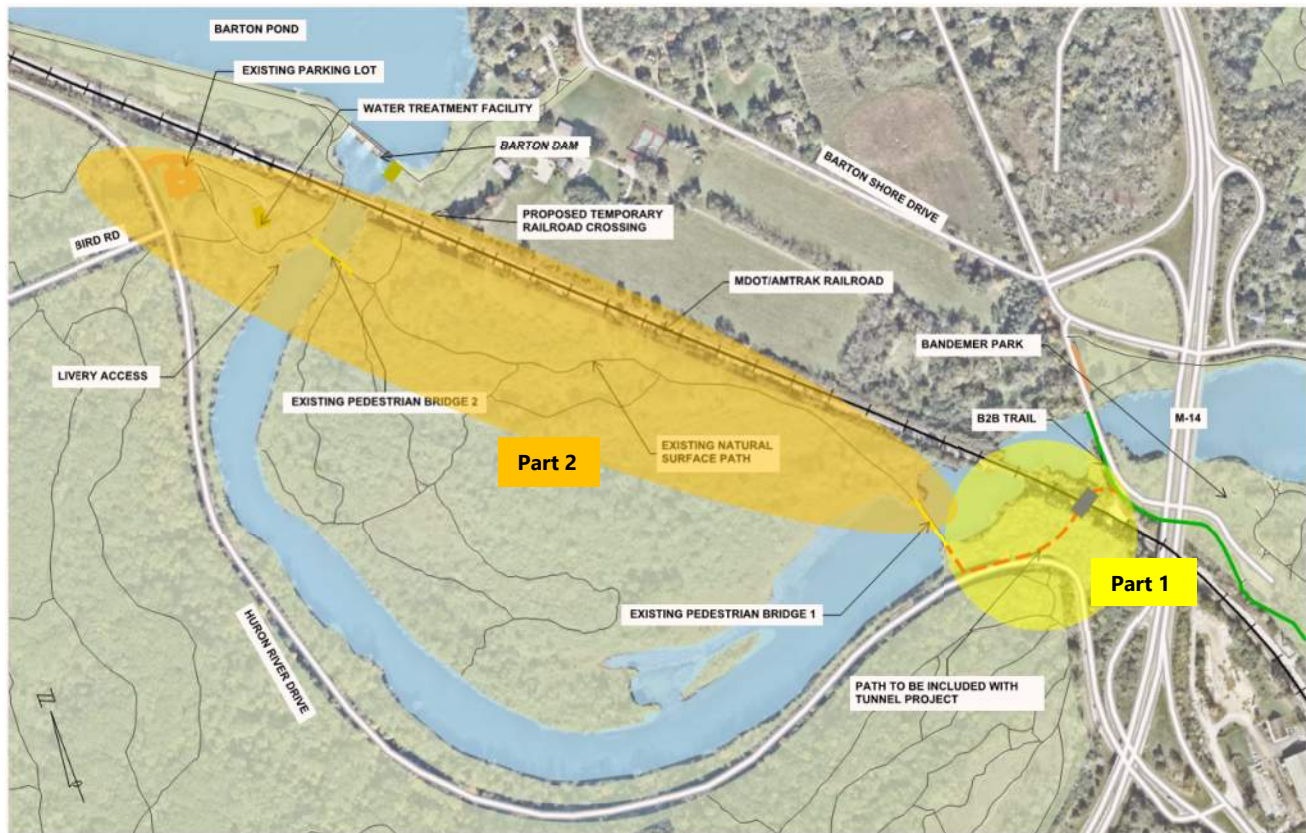 BARTON POND
EXISTING PARKING LOT
WATER TREATMENT FACILITY
BARTON DAM
BARTON SHORE DRIVE
PROPOSED TEMPORARY
RAILROAD CROSSING
BIRD RD
MDOT/AMTRAK RAILROAD
BANDEMER PARK
LIVERY ACCESS
EXISTING PEDESTRIAN BRIDGE 2
B2B TRAIL
M-14
EXISTING NATURAL
SURFACE PATH
Part 2
Part 1
EXISTING PEDESTRIAN BRIDGE 1
HURON RIVER DRIVE
PATH TO BE INCLUDED WITH
TUNNEL PROJECT
N